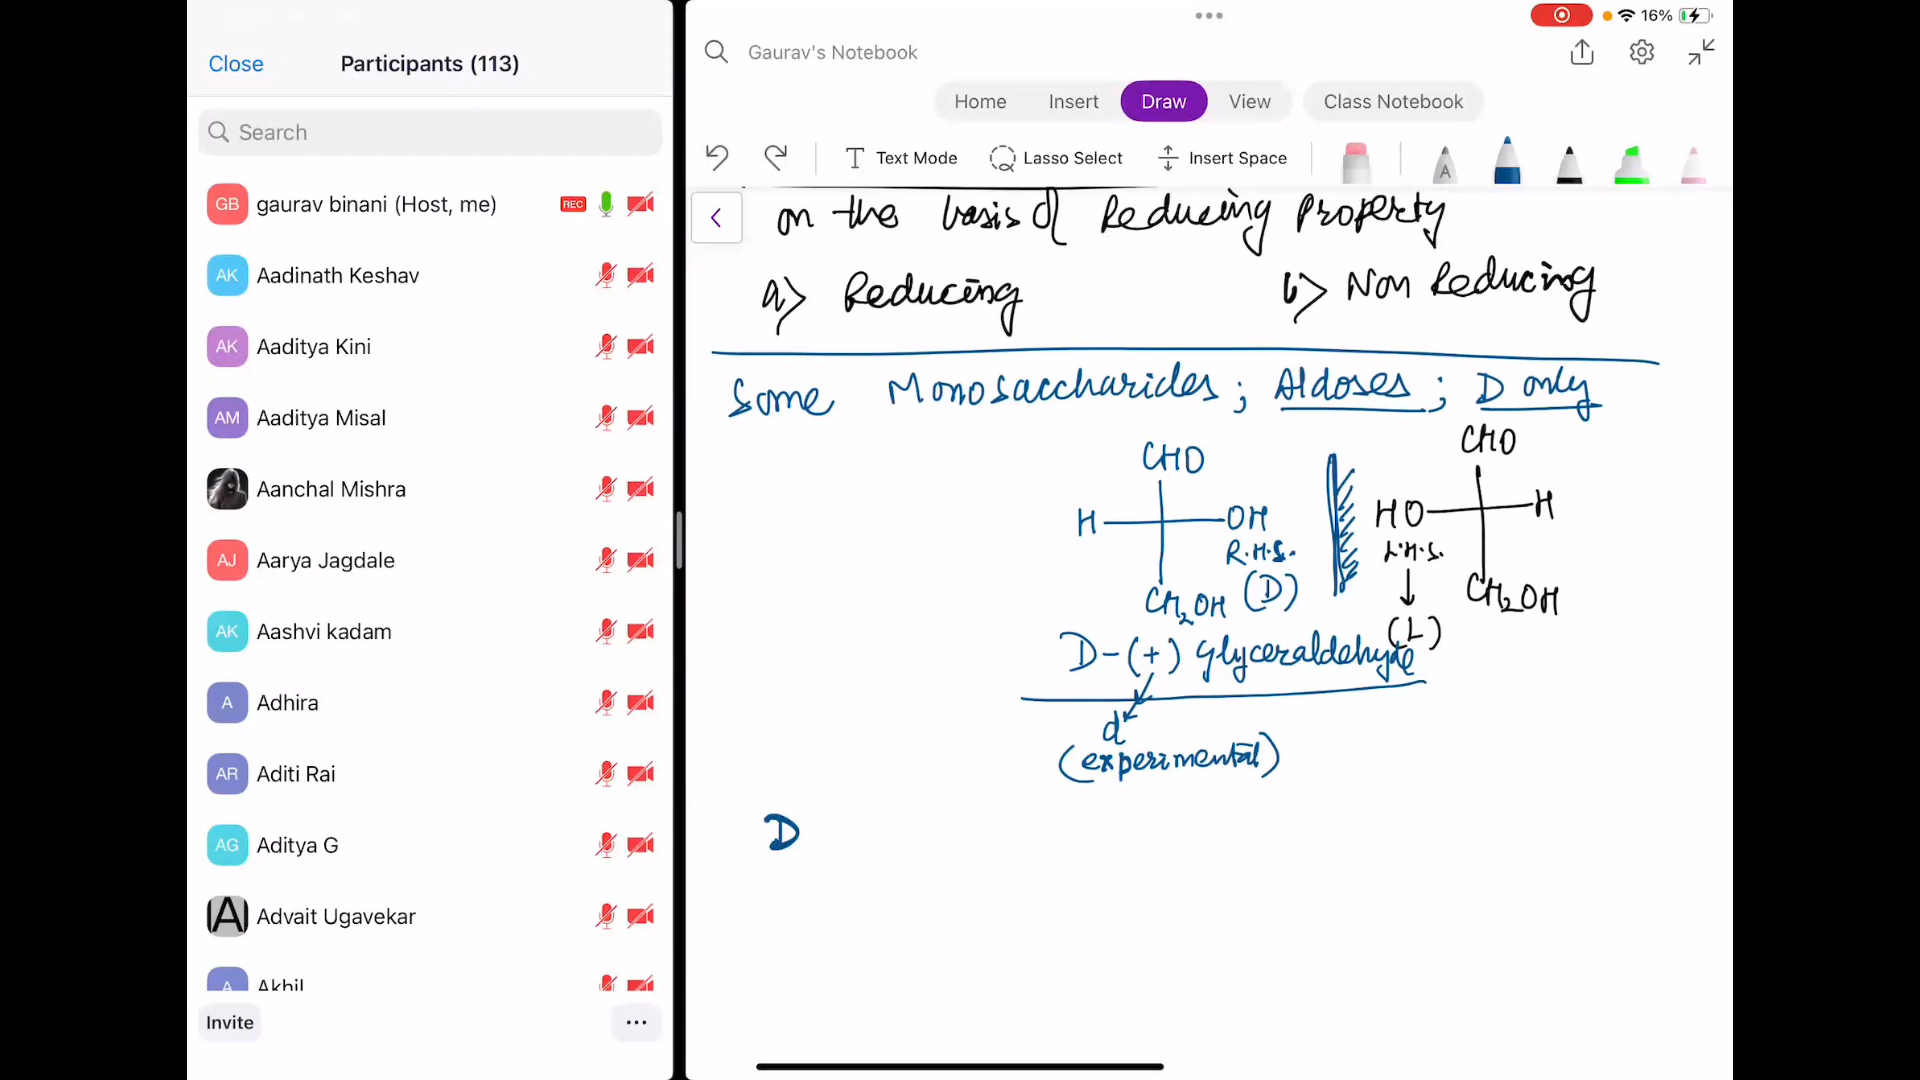 Close
Participants (113)
Search
GB gaurav binani (Host, me) REC
AK Aadinath Keshav
AK Aaditya Kini
AM Aaditya Misal
Aanchal Mishra
AJ Aarya Jagdale
AK Aashvi kadam
A Adhira
AR Aditi Rai
AG Aditya G
A Advait Ugavekar
A Akhil
Invite
16%
Gaurav's Notebook
Home Insert Draw View Class Notebook
Text Mode Lasso Select Insert Space
A
on the basis of Reducing Property
a) Reducing b) Non Reducing
Some Monosaccharides; Aldoses; D only
CHO CHO
H OH HO H
R.H.S. L.H.S.
CH2OH (D) CH2OH
(L)
D-(+) glyceraldehyde
d
(experimental)
D